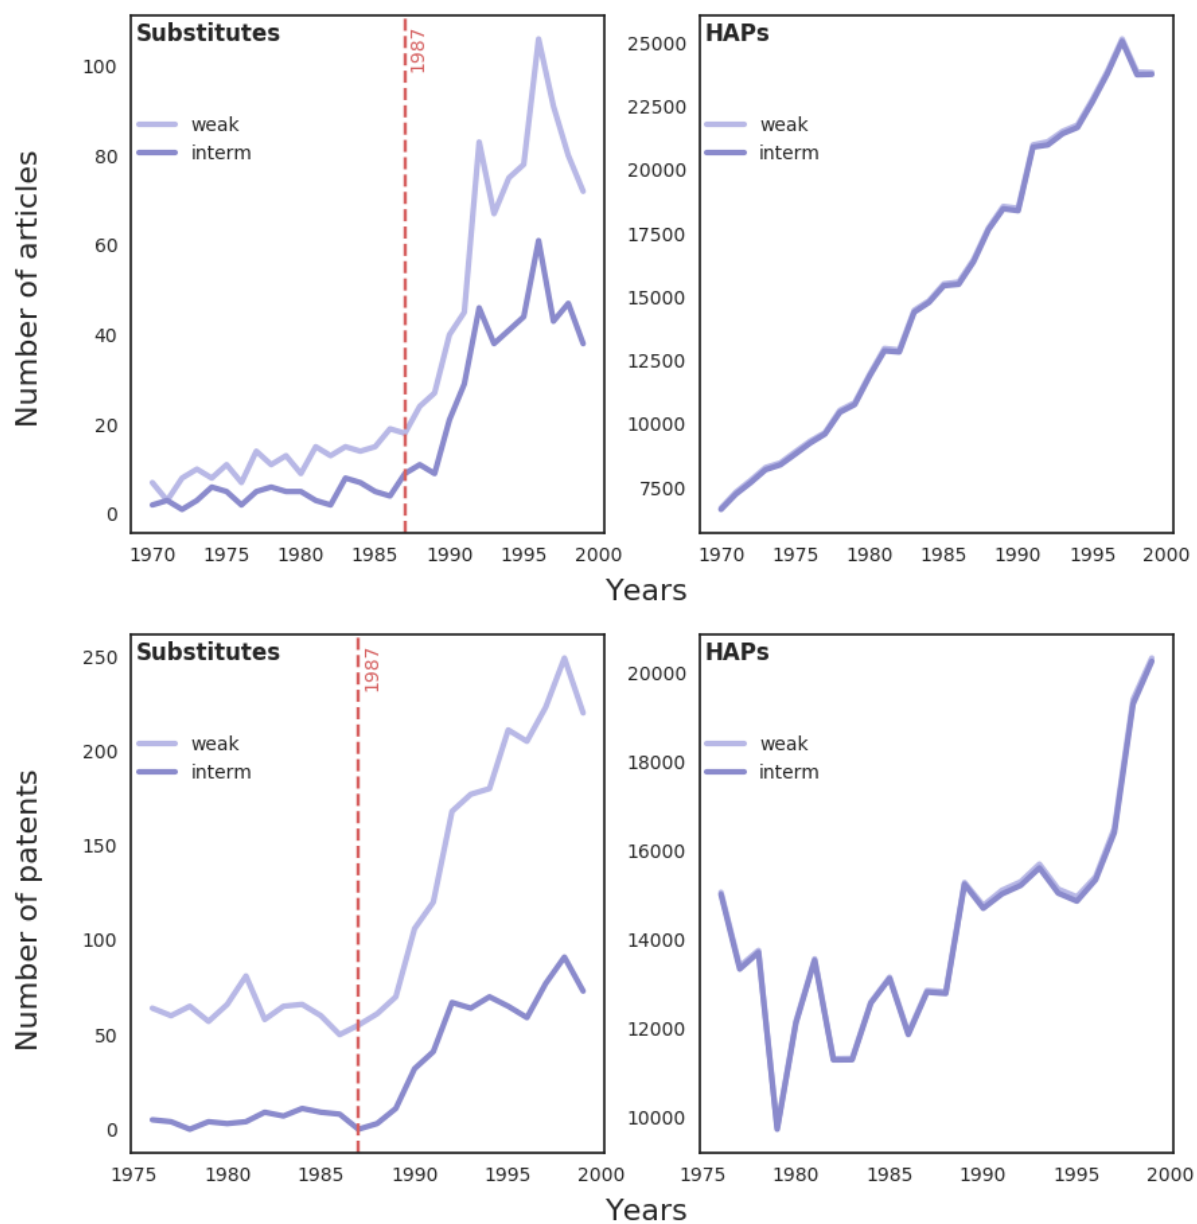 Substitutes
1987
weak
interm
100
80
60
40
20
0
Number of articles
1970 1975 1980 1985 1990 1995 2000
HAPs
weak
interm
25000
22500
20000
17500
15000
12500
10000
7500
1970 1975 1980 1985 1990 1995 2000
Years
Substitutes
1987
weak
interm
250
200
150
100
50
0
Number of patents
1975 1980 1985 1990 1995 2000
HAPs
weak
interm
20000
18000
16000
14000
12000
10000
1975 1980 1985 1990 1995 2000
Years